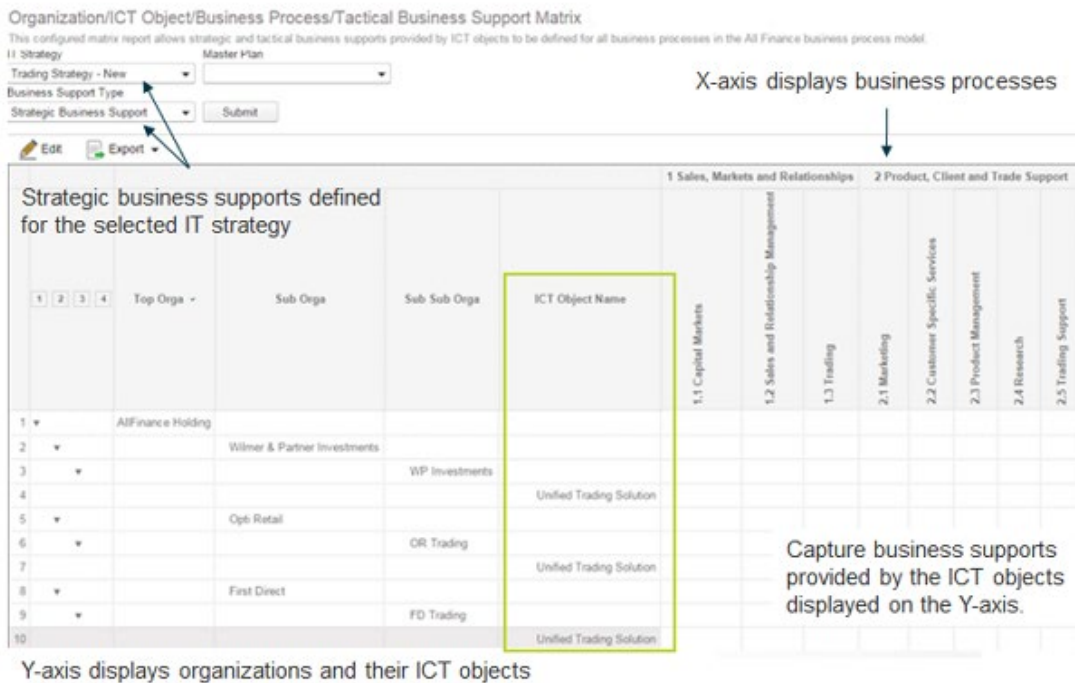 Organization/ICT Object/Business Process/Tactical Business Support Matrix
This configured matrix report allows strategic and tactical business supports provided by ICT objects to be defined for all business processes in the All Finance business process model.
IT Strategy Master Plan
Trading Strategy - New
X-axis displays business processes
Business Support Type
Strategic Business Support Submit
Edit Export
1 Sales, Markets and Relationships 2 Product, Client and Trade Support
Strategic business supports defined
for the selected IT strategy
1 2 3 4 Top Orga Sub Orga Sub Sub Orga ICT Object Name
1.1 Capital Markets
1.2 Sales and Relationship Management
1.3 Trading
2.1 Marketing
2.2 Customer Specific Services
2.3 Product Management
2.4 Research
2.5 Trading Support
1 AllFinance Holding
2 Wilmer & Partner Investments
3 WP Investments
4 Unified Trading Solution
5 Opti Retail
6 OR Trading
7 Unified Trading Solution
8 First Direct
9 FD Trading
10 Unified Trading Solution
Capture business supports
provided by the ICT objects
displayed on the Y-axis.
Y-axis displays organizations and their ICT objects